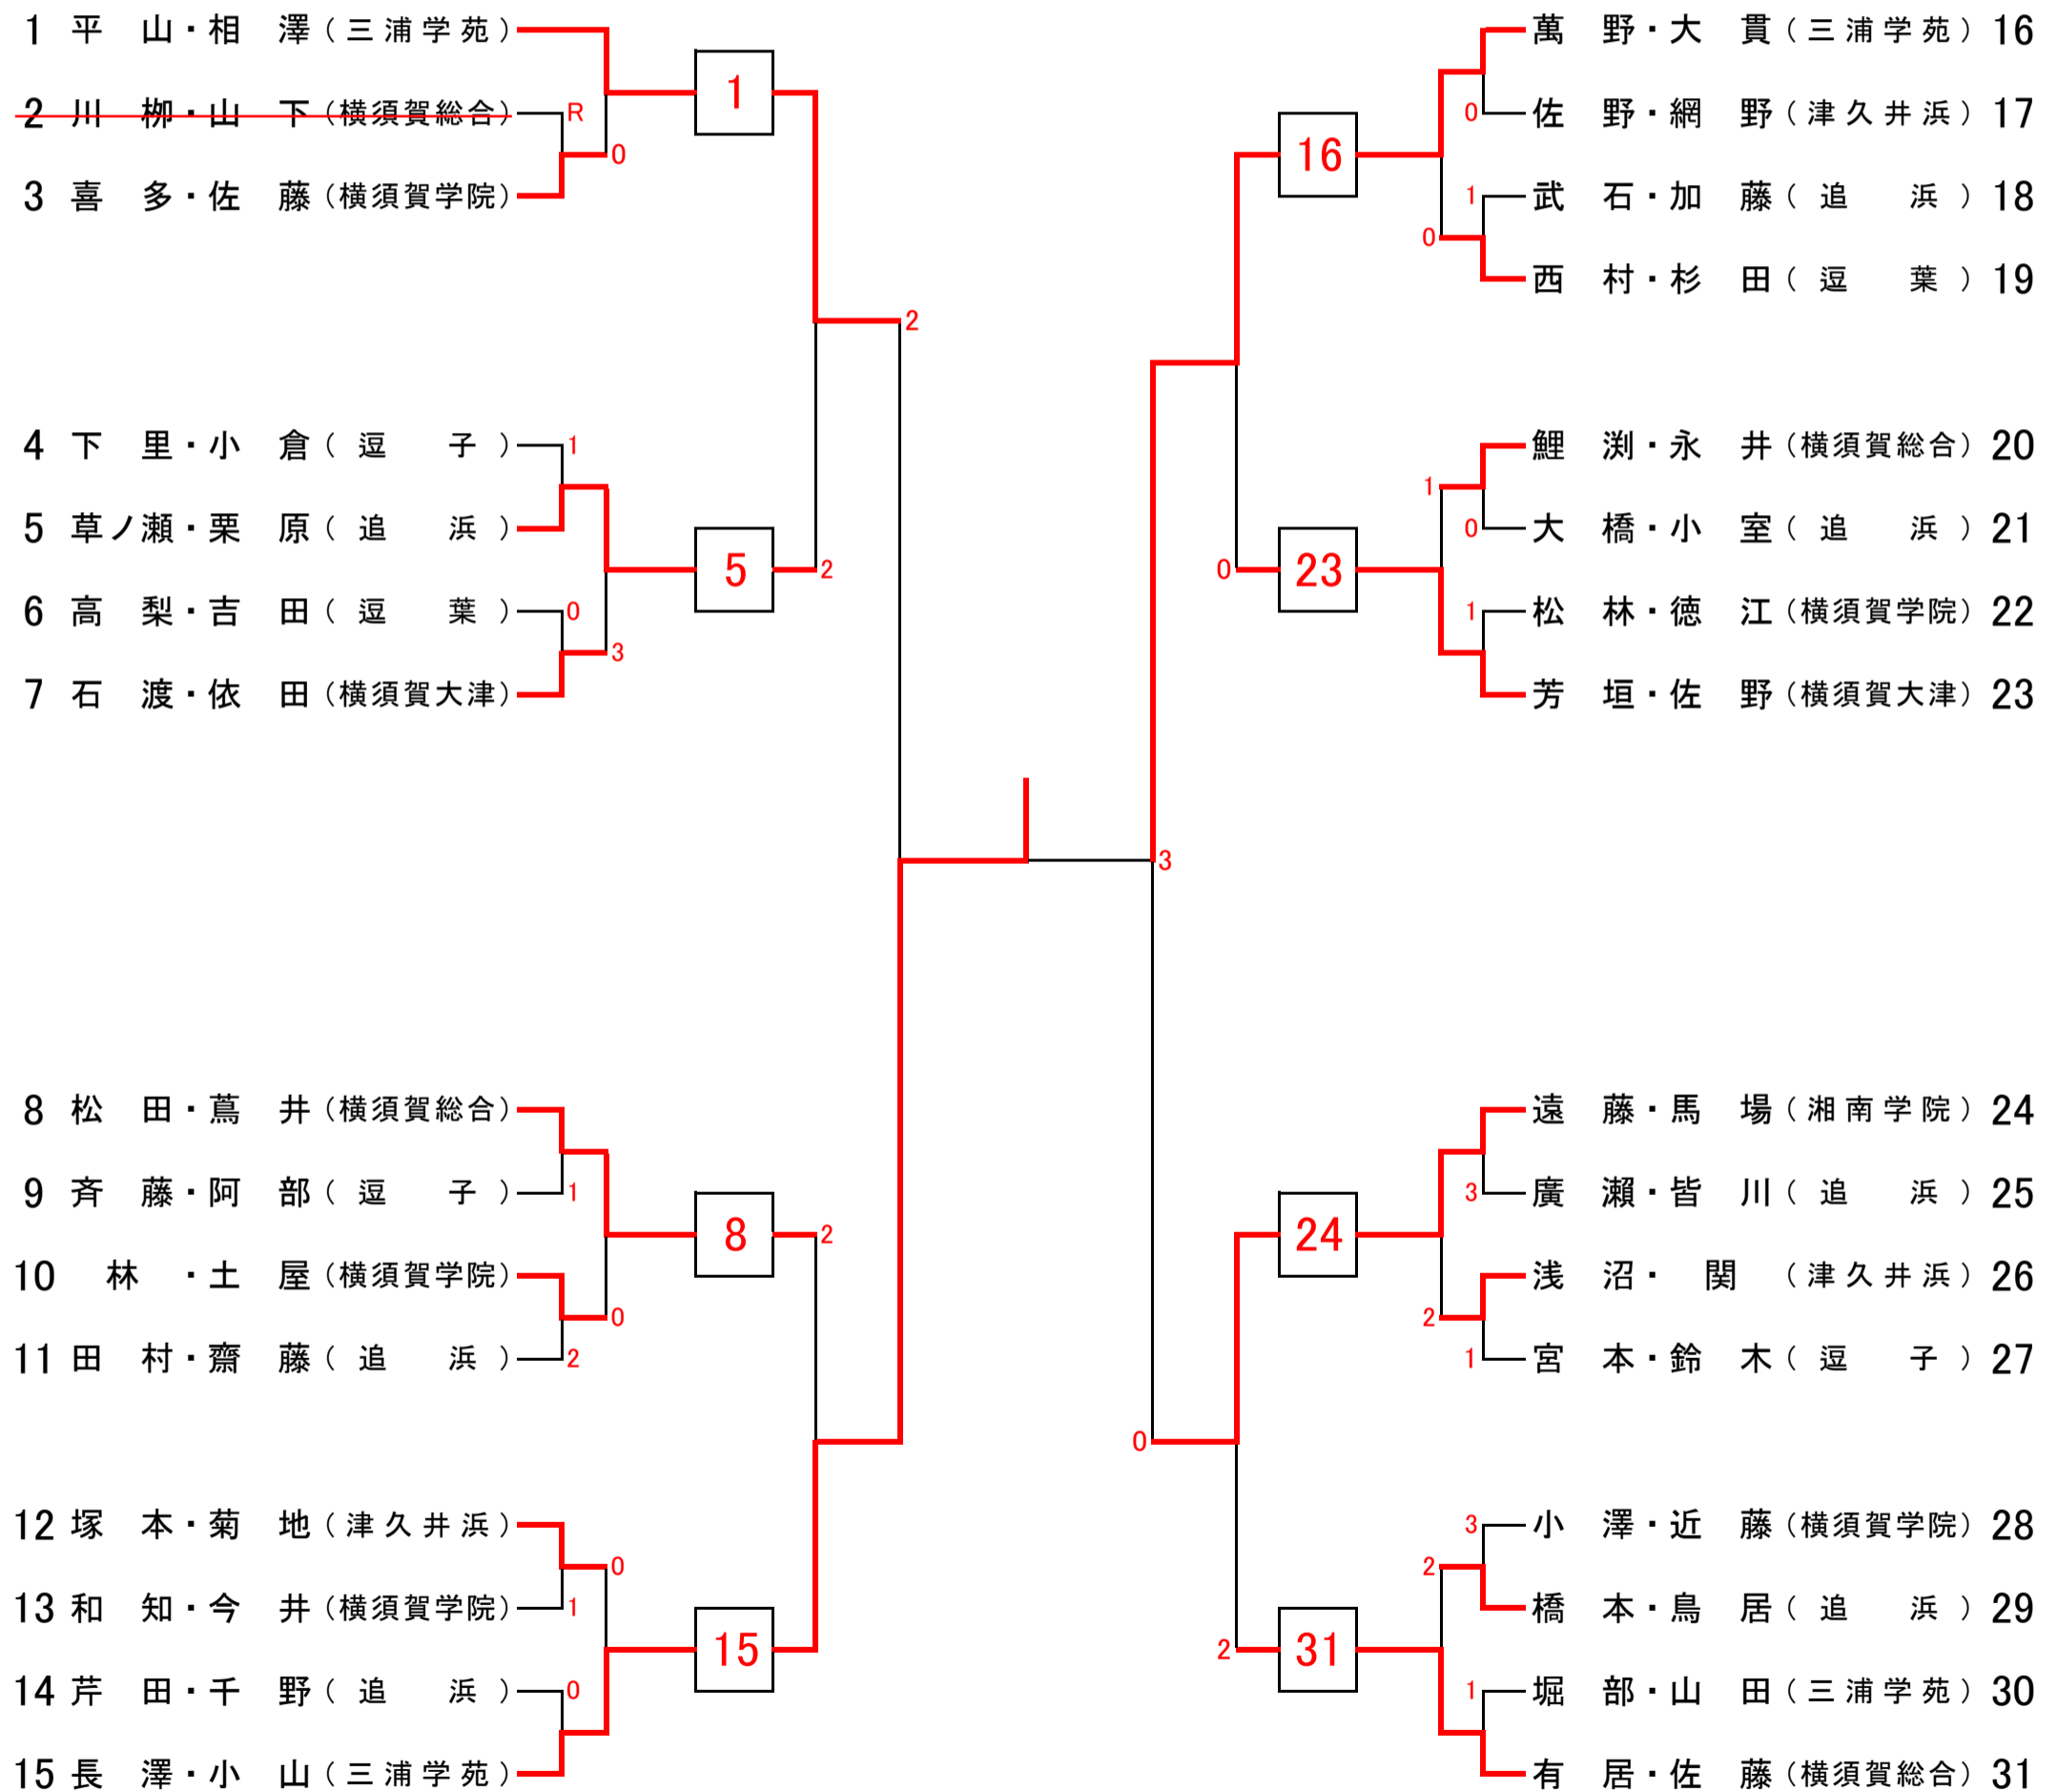 1 平 山・相 澤(三浦学苑)
2 川 栁・山 下(横須賀総合) R
0
3 喜 多・佐 藤(横須賀学院)
1
2
4 下 里・小 倉(逗 子) 1
5 草ノ瀬・栗 原(追 浜)
5 2
6 高 梨・吉 田(逗 葉) 0
3
7 石 渡・依 田(横須賀大津)
8 松 田・蔦 井(横須賀総合)
9 斉 藤・阿 部(逗 子) 1
8 2
10 林 ・土 屋(横須賀学院)
0
11 田 村・齋 藤(追 浜) 2
12 塚 本・菊 地(津久井浜)
0
13 和 知・今 井(横須賀学院) 1
15
14 芹 田・千 野(追 浜) 0
15 長 澤・小 山(三浦学苑)
萬 野・大 貫(三浦学苑) 16
0 佐 野・網 野(津久井浜) 17
16
1 武 石・加 藤(追 浜) 18
0
西 村・杉 田(逗 葉) 19
鯉 渕・永 井(横須賀総合) 20
1
0 大 橋・小 室(追 浜) 21
0 23
1 松 林・徳 江(横須賀学院) 22
芳 垣・佐 野(横須賀大津) 23
3
遠 藤・馬 場(湘南学院) 24
3 廣 瀬・皆 川(追 浜) 25
24
浅 沼・ 関 (津久井浜) 26
2
1 宮 本・鈴 木(逗 子) 27
0
3 小 澤・近 藤(横須賀学院) 28
2
橋 本・鳥 居(追 浜) 29
2 31
1 堀 部・山 田(三浦学苑) 30
有 居・佐 藤(横須賀総合) 31